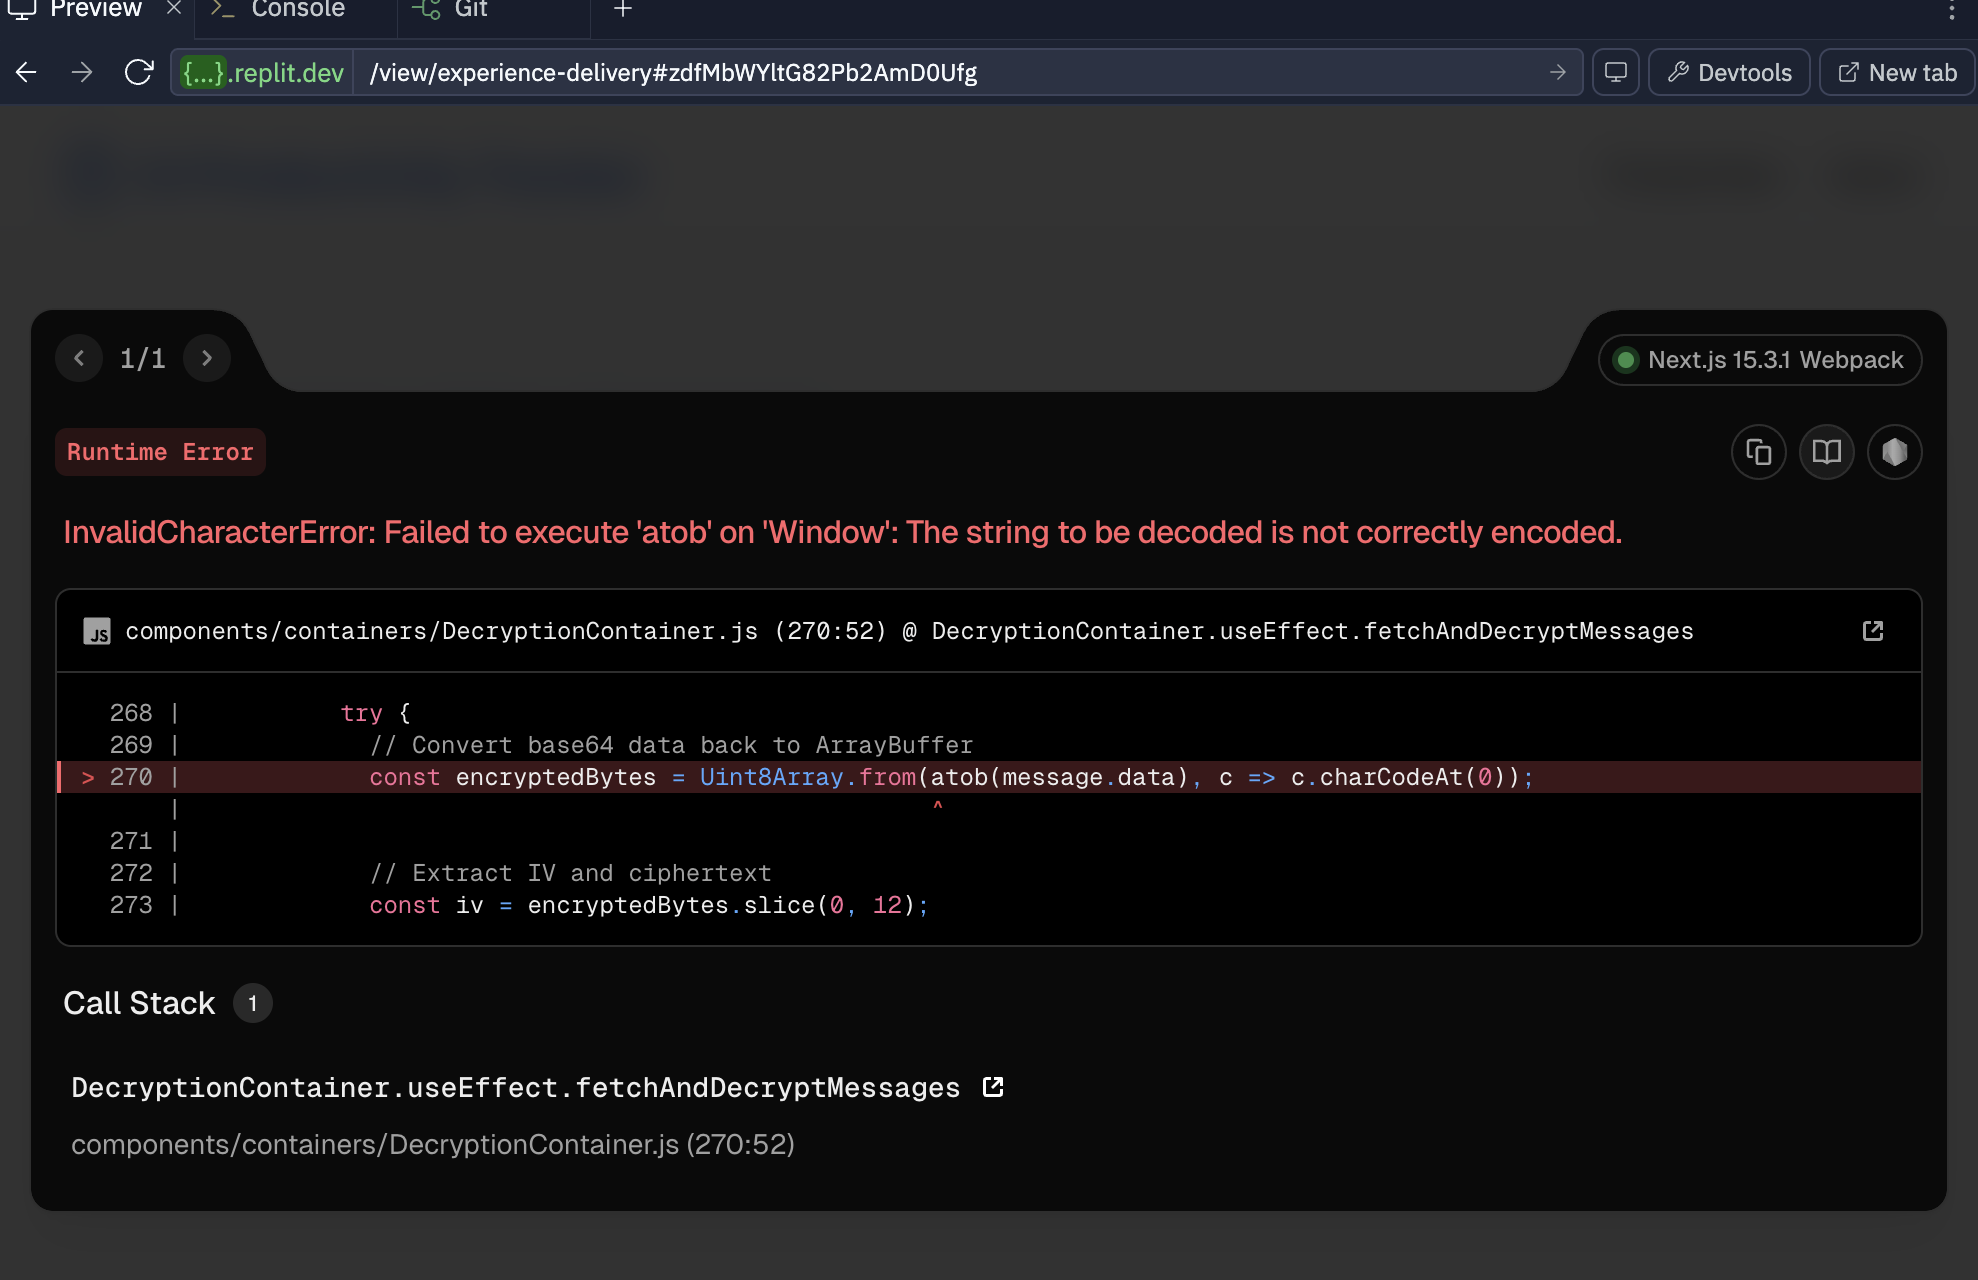 Preview
Console
Git
{...}.replit.dev /view/experience-delivery#zdfMbWYltG82Pb2AmD0Ufg
Devtools
New tab
1/1
Next.js 15.3.1 Webpack
Runtime Error
InvalidCharacterError: Failed to execute 'atob' on 'Window': The string to be decoded is not correctly encoded.
JS components/containers/DecryptionContainer.js (270:52) @ DecryptionContainer.useEffect.fetchAndDecryptMessages
268 | try {
269 | // Convert base64 data back to ArrayBuffer
> 270 | const encryptedBytes = Uint8Array.from(atob(message.data), c => c.charCodeAt(0));
| ^
271 |
272 | // Extract IV and ciphertext
273 | const iv = encryptedBytes.slice(0, 12);
Call Stack 1
DecryptionContainer.useEffect.fetchAndDecryptMessages
components/containers/DecryptionContainer.js (270:52)